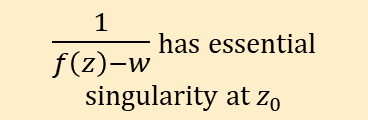 1/(f(z)−w) has essential
singularity at z₀